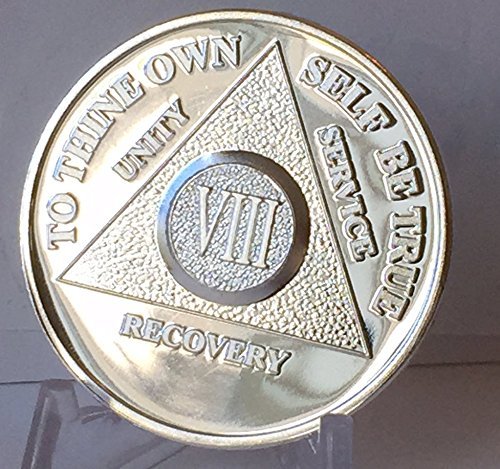 TO THINE OWN SELF BE TRUE
UNITY
SERVICE
VIII
RECOVERY